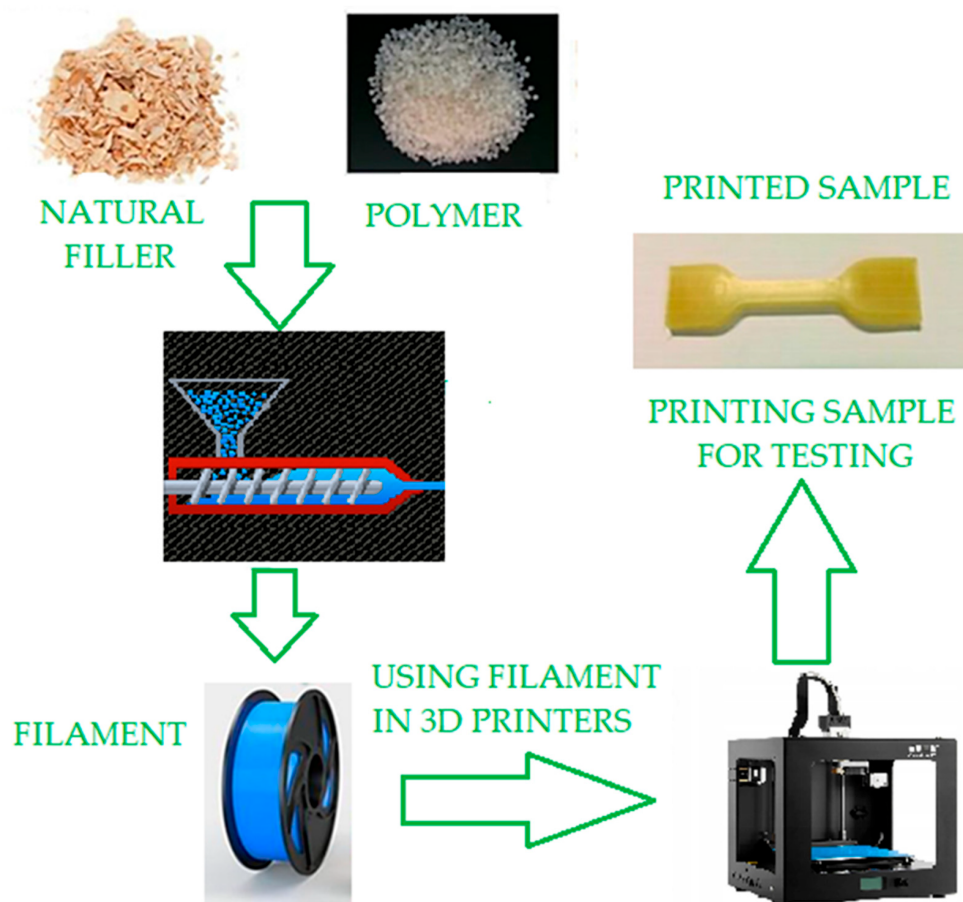 NATURAL
FILLER
POLYMER
PRINTED SAMPLE
PRINTING SAMPLE
FOR TESTING
FILAMENT
USING FILAMENT
IN 3D PRINTERS